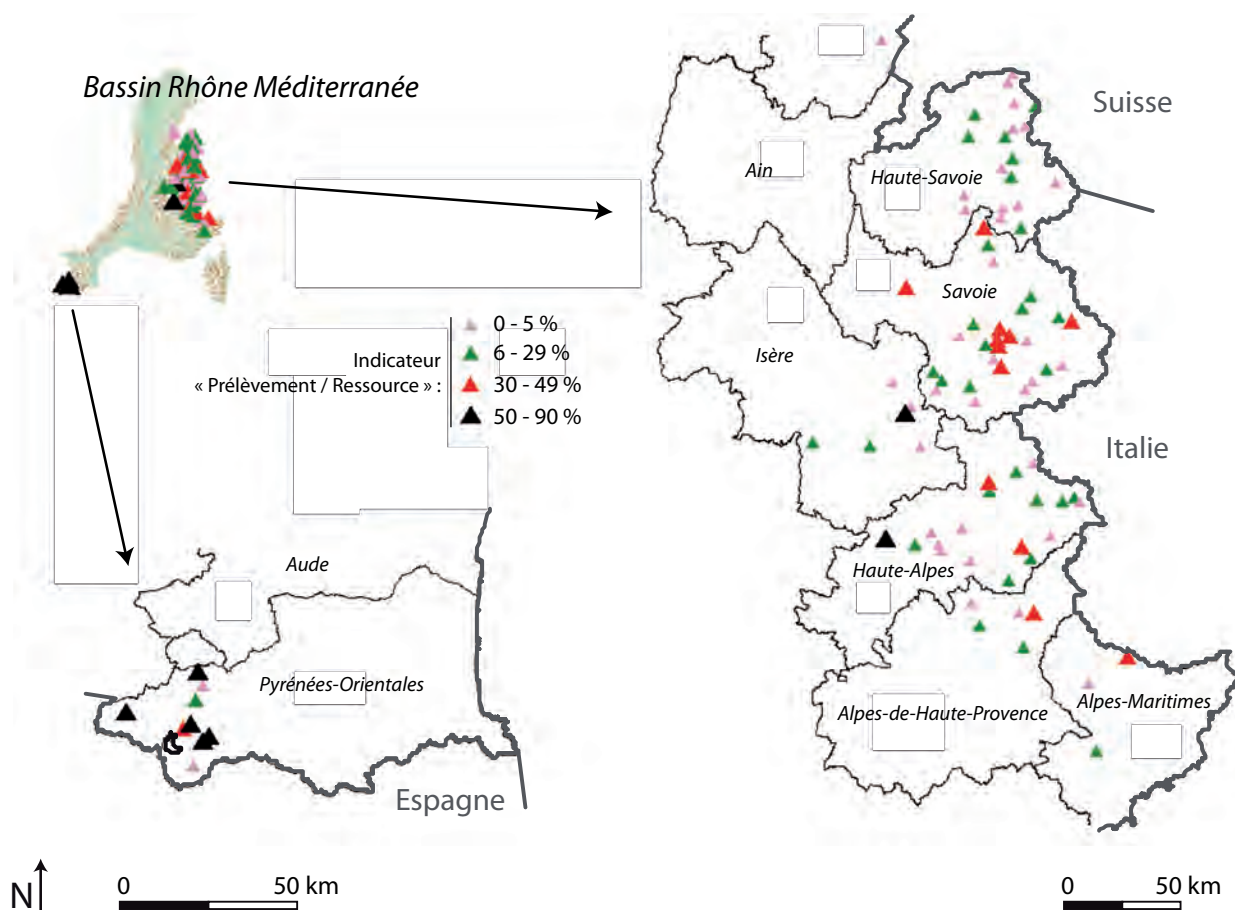 Bassin Rhône Méditerranée
Suisse
Ain
Haute-Savoie
Savoie
Isère
Indicateur
« Prélèvement / Ressource » :
0 - 5 %
6 - 29 %
30 - 49 %
50 - 90 %
Italie
Aude
Haute-Alpes
Pyrénées-Orientales
Alpes-de-Haute-Provence
Alpes-Maritimes
Espagne
N
0 50 km
0 50 km